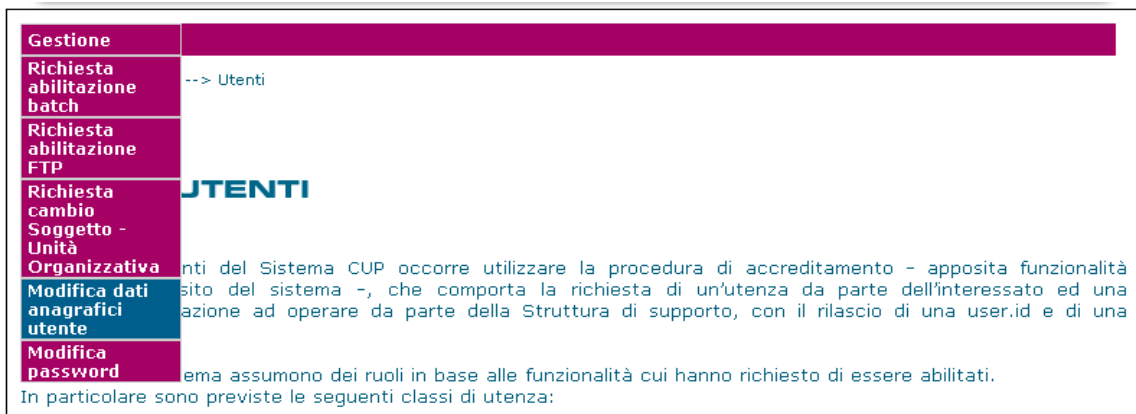 Gestione
Richiesta
abilitazione
batch
--> Utenti
Richiesta
abilitazione
FTP
Richiesta
cambio
Soggetto -
Unità
Organizzativa
UTENTI
nti del Sistema CUP occorre utilizzare la procedura di accreditamento – apposita funzionalità
Modifica dati
anagrafici
utente
sito del sistema –, che comporta la richiesta di un'utenza da parte dell'interessato ed una
azione ad operare da parte della Struttura di supporto, con il rilascio di una user.id e di una
Modifica
password
ema assumono dei ruoli in base alle funzionalità cui hanno richiesto di essere abilitati.
In particolare sono previste le seguenti classi di utenza: